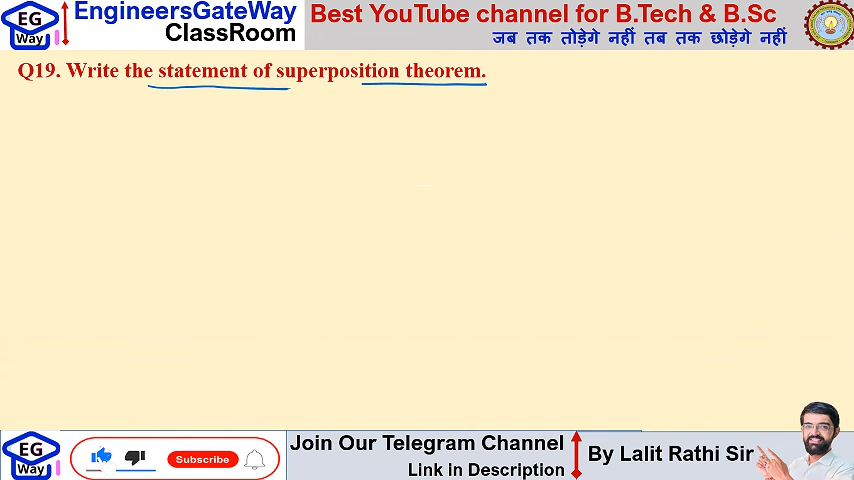 EG
Way
EngineersGateWay
ClassRoom
Best YouTube channel for B.Tech & B.Sc
जब तक तोड़ेगे नहीं तब तक छोड़ेगे नहीं
Q19. Write the statement of superposition theorem.
EG
Way
Subscribe
Join Our Telegram Channel
Link in Description
By Lalit Rathi Sir